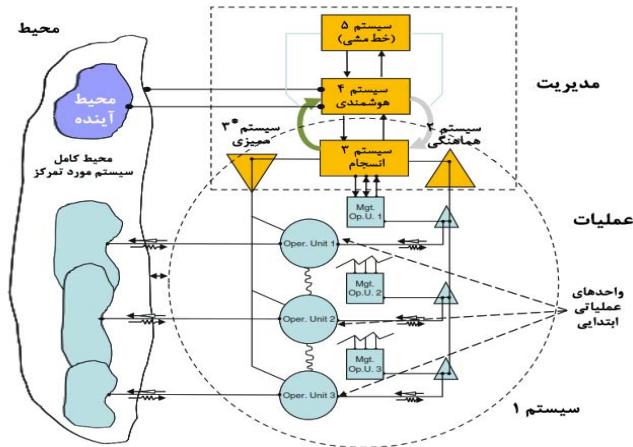 محیط
سیستم ۵
(خط مشی)
مدیریت
محیط
آینده
سیستم ۴
هوشمندی
محیط کامل
سیستم مورد تمرکز
سیستم *۳
ممیزی
سیستم ۳
انسجام
سیستم ۲
هماهنگی
عملیات
Mgt.
Op.U. 1
Oper. Unit 1
Mgt.
Op.U. 2
Oper. Unit 2
واحدهای
عملیاتی
ابتدایی
Mgt.
Op.U. 3
Oper. Unit 3
سیستم ۱